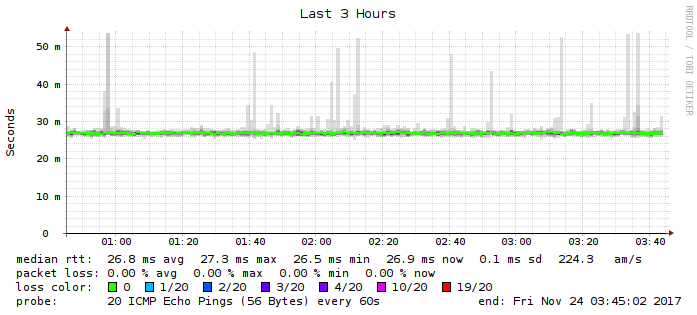 Last 3 Hours
RRDTOOL / TOBI OETIKER
Seconds
50 m
40 m
30 m
20 m
10 m
0
01:00 01:20 01:40 02:00 02:20 02:40 03:00 03:20 03:40
median rtt: 26.8 ms avg 27.3 ms max 26.5 ms min 26.9 ms now 0.1 ms sd 224.3 am/s
packet loss: 0.00 % avg 0.00 % max 0.00 % min 0.00 % now
loss color: 0 1/20 2/20 3/20 4/20 10/20 19/20
probe: 20 ICMP Echo Pings (56 Bytes) every 60s end: Fri Nov 24 03:45:02 2017